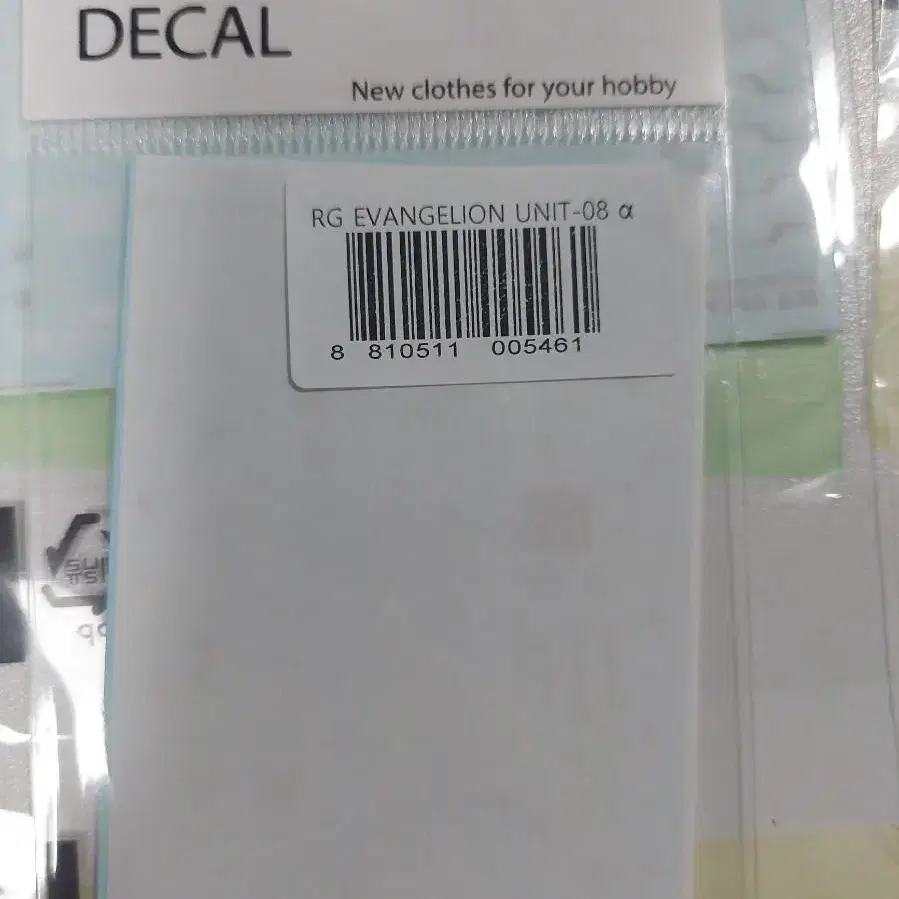 DECAL
New clothes for your hobby
RG EVANGELION UNIT-08 α
8 810511 005461